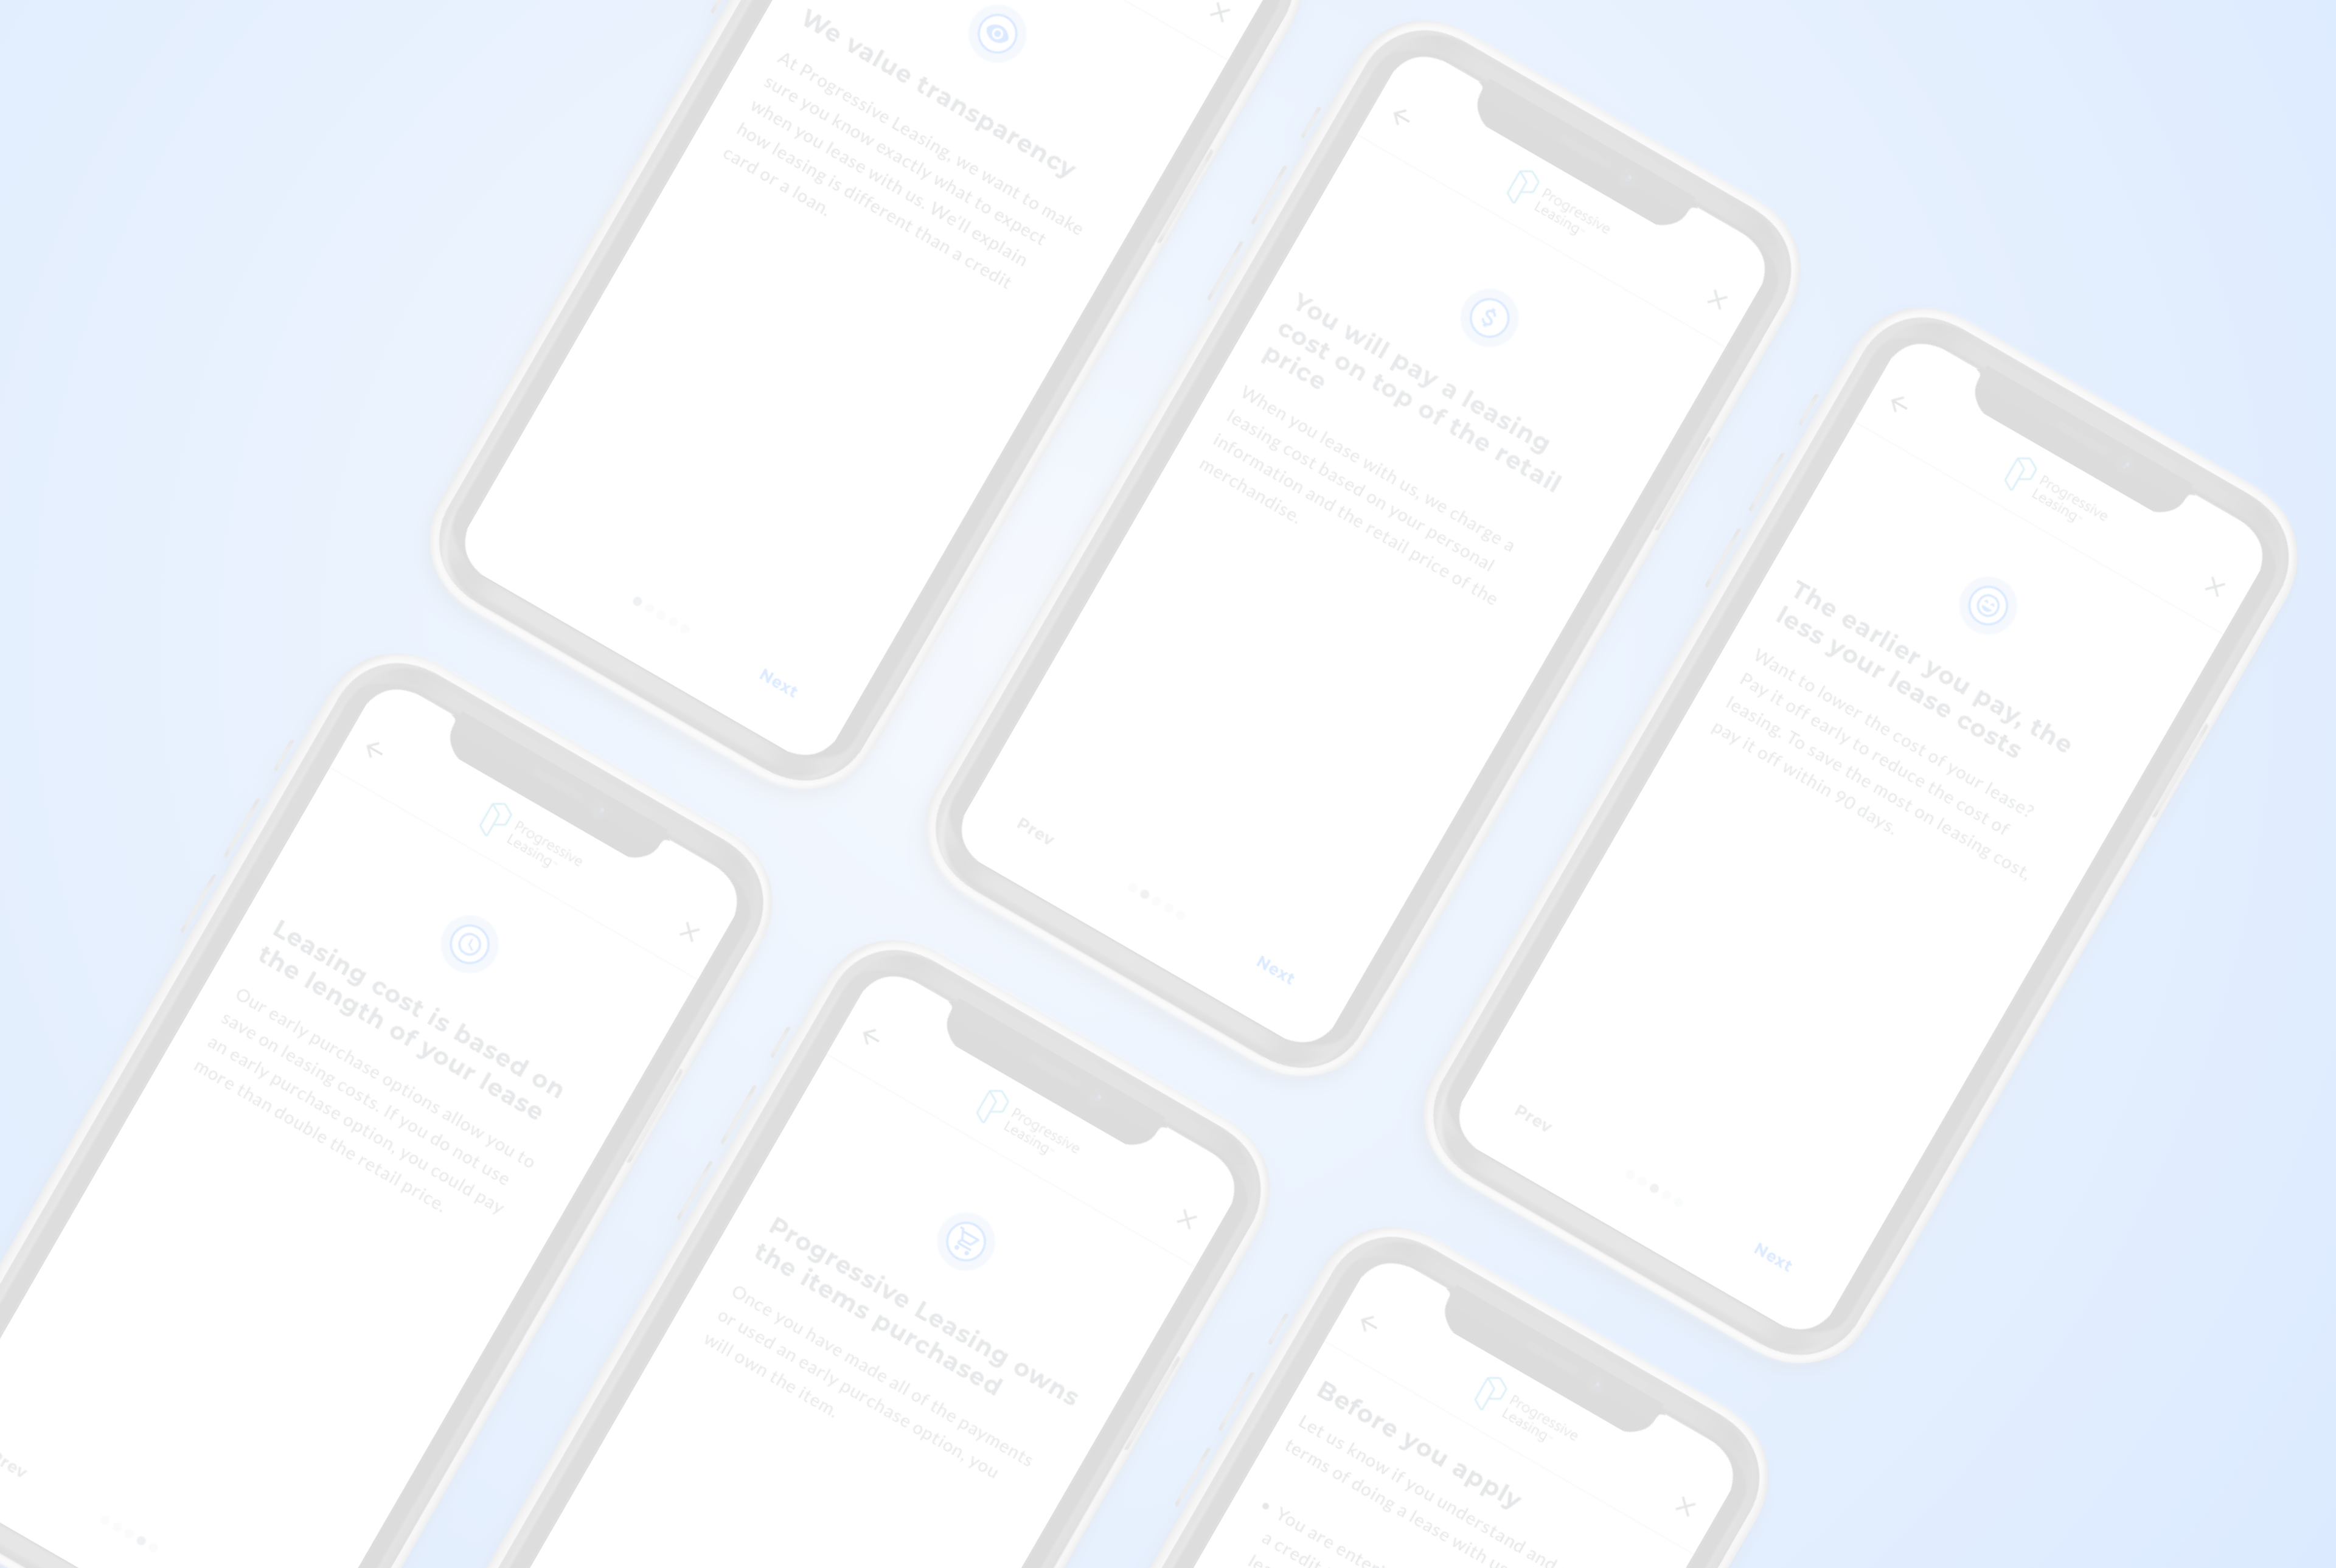 We value transparency
At Progressive Leasing, we want to make
sure you know exactly what to expect
when you lease with us. We'll explain
how leasing is different than a credit
card or a loan.
Next
Progressive
Leasing
You will pay a leasing
cost on top of the retail
price
When you lease with us, we charge a
leasing cost based on your personal
information and the retail price of the
merchandise.
Prev
Next
Progressive
Leasing
The earlier you pay, the
less your lease costs
Want to lower the cost of your lease?
Pay it off early to reduce the cost of
leasing. To save the most on leasing cost,
pay it off within 90 days.
Prev
Next
Progressive
Leasing
Leasing cost is based on
the length of your lease
Our early purchase options allow you to
save on leasing costs. If you do not use
an early purchase option, you could pay
more than double the retail price.
Prev
Progressive
Leasing
Progressive Leasing owns
the items purchased
Once you have made all of the payments
or used an early purchase option, you
will own the item.
Progressive
Leasing
Before you apply
Let us know if you understand and
terms of doing a lease with
• You are
a